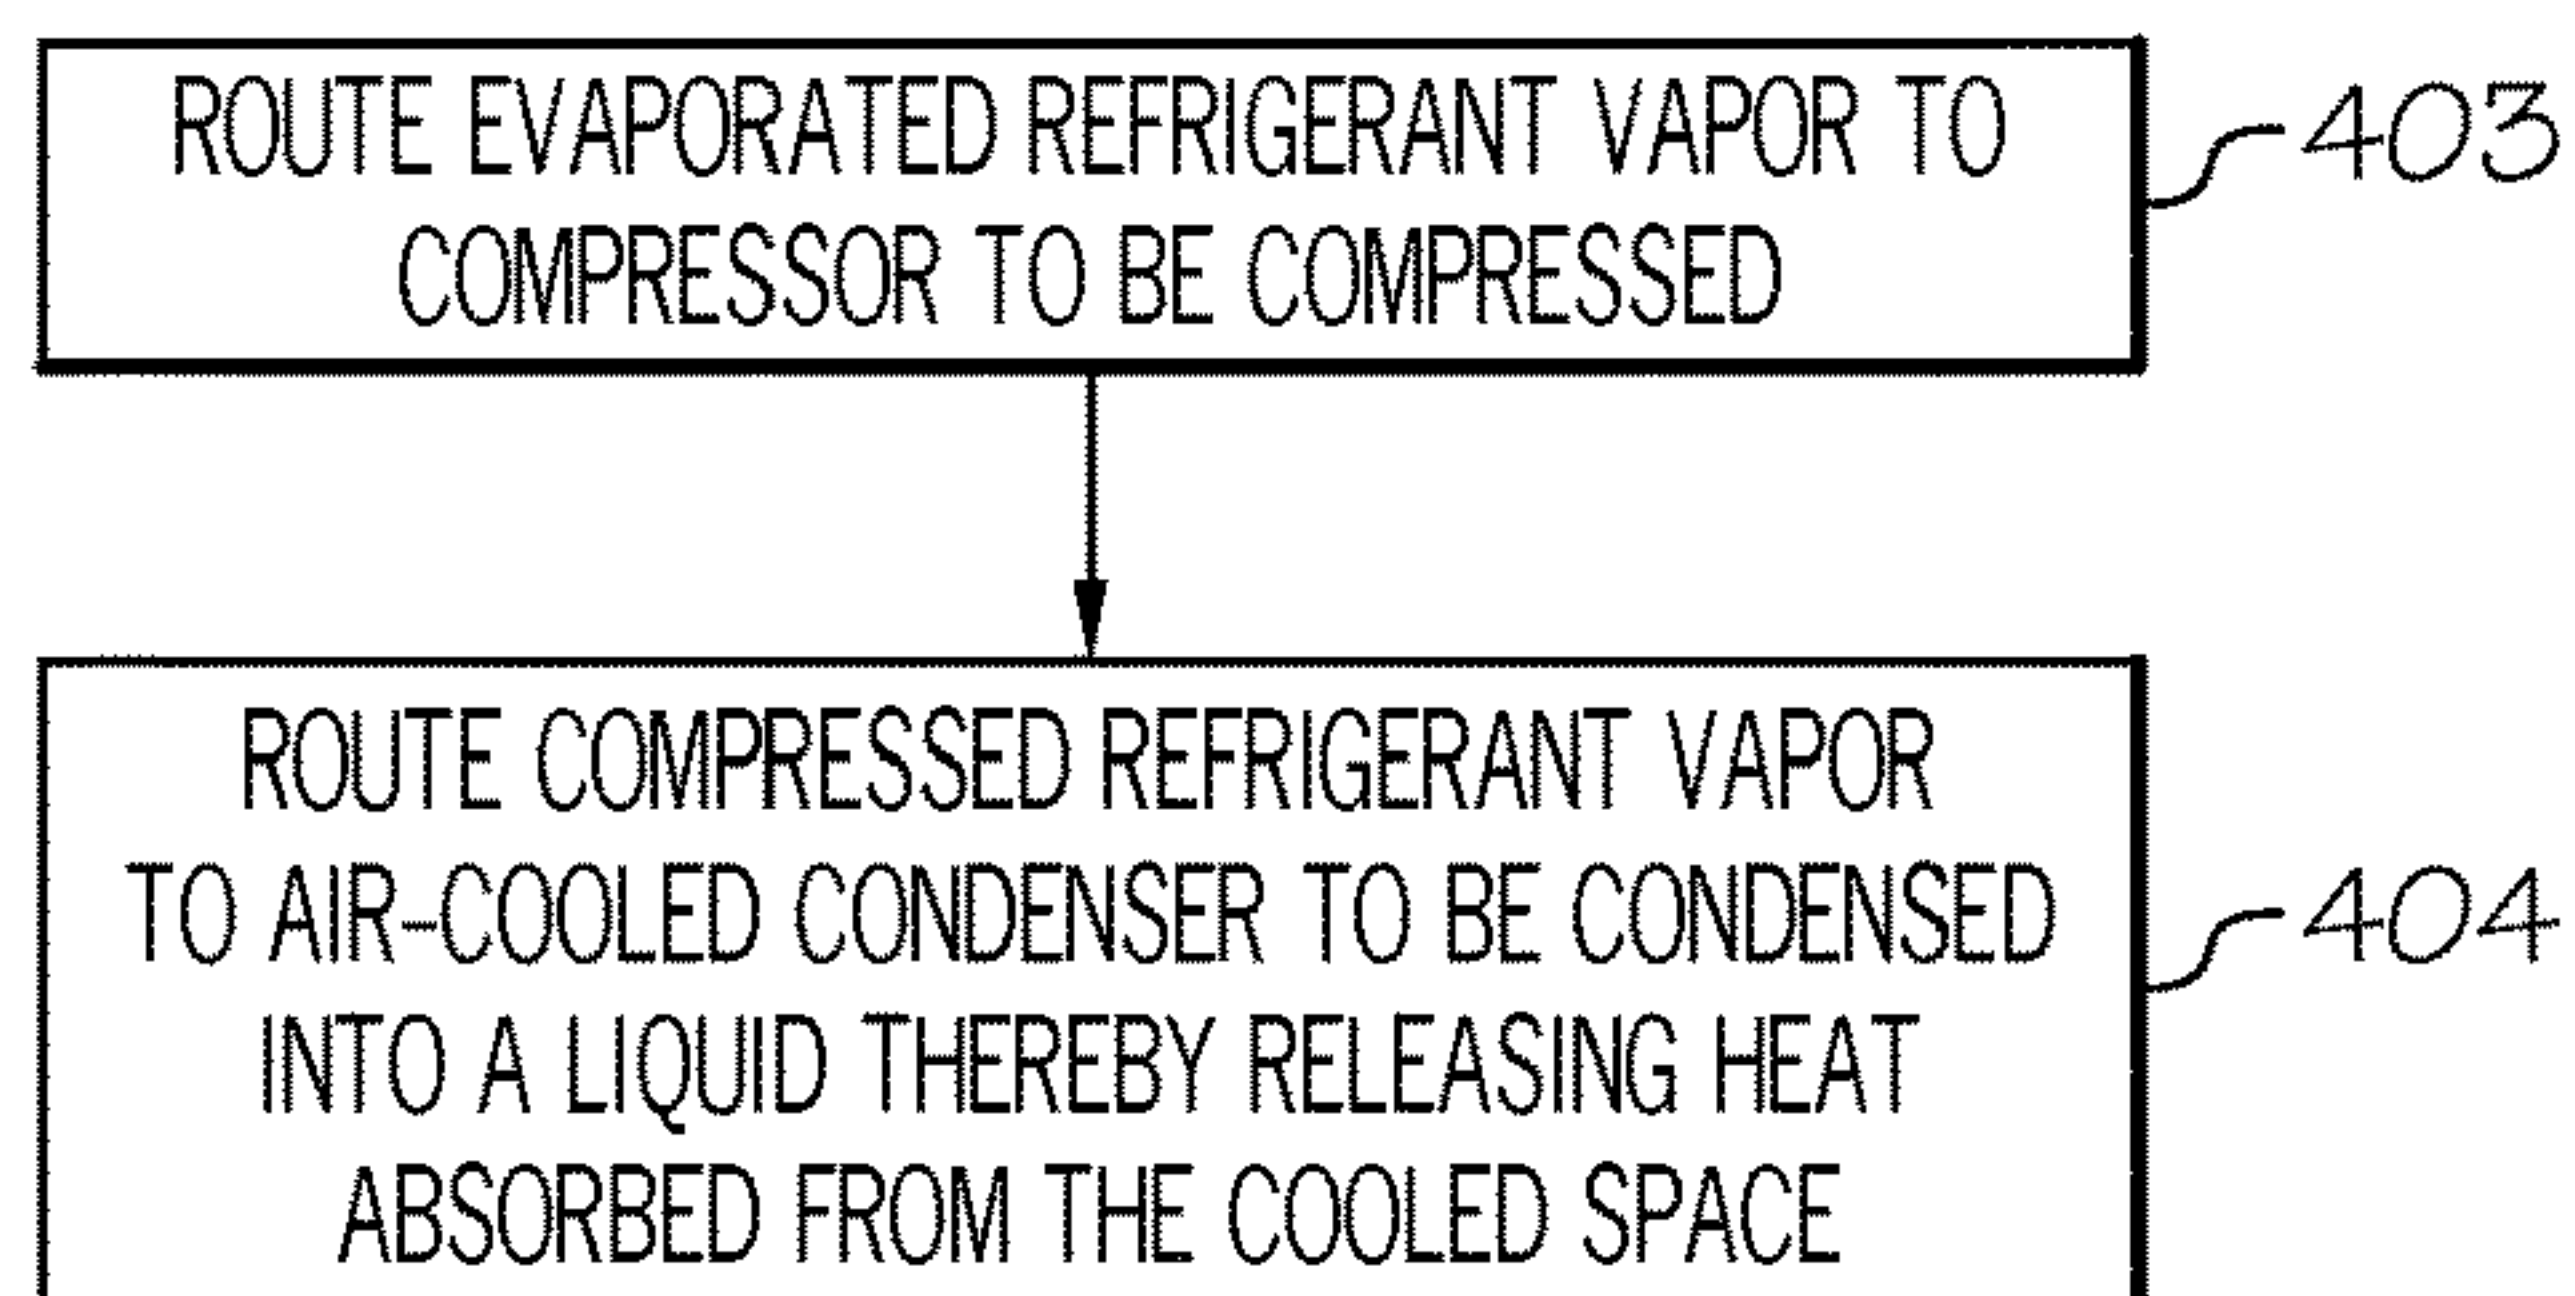 ROUTE EVAPORATED REFRIGERANT VAPOR TO
COMPRESSOR TO BE COMPRESSED
403
ROUTE COMPRESSED REFRIGERANT VAPOR
TO AIR-COOLED CONDENSER TO BE CONDENSED
INTO A LIQUID THEREBY RELEASING HEAT
ABSORBED FROM THE COOLED SPACE
404